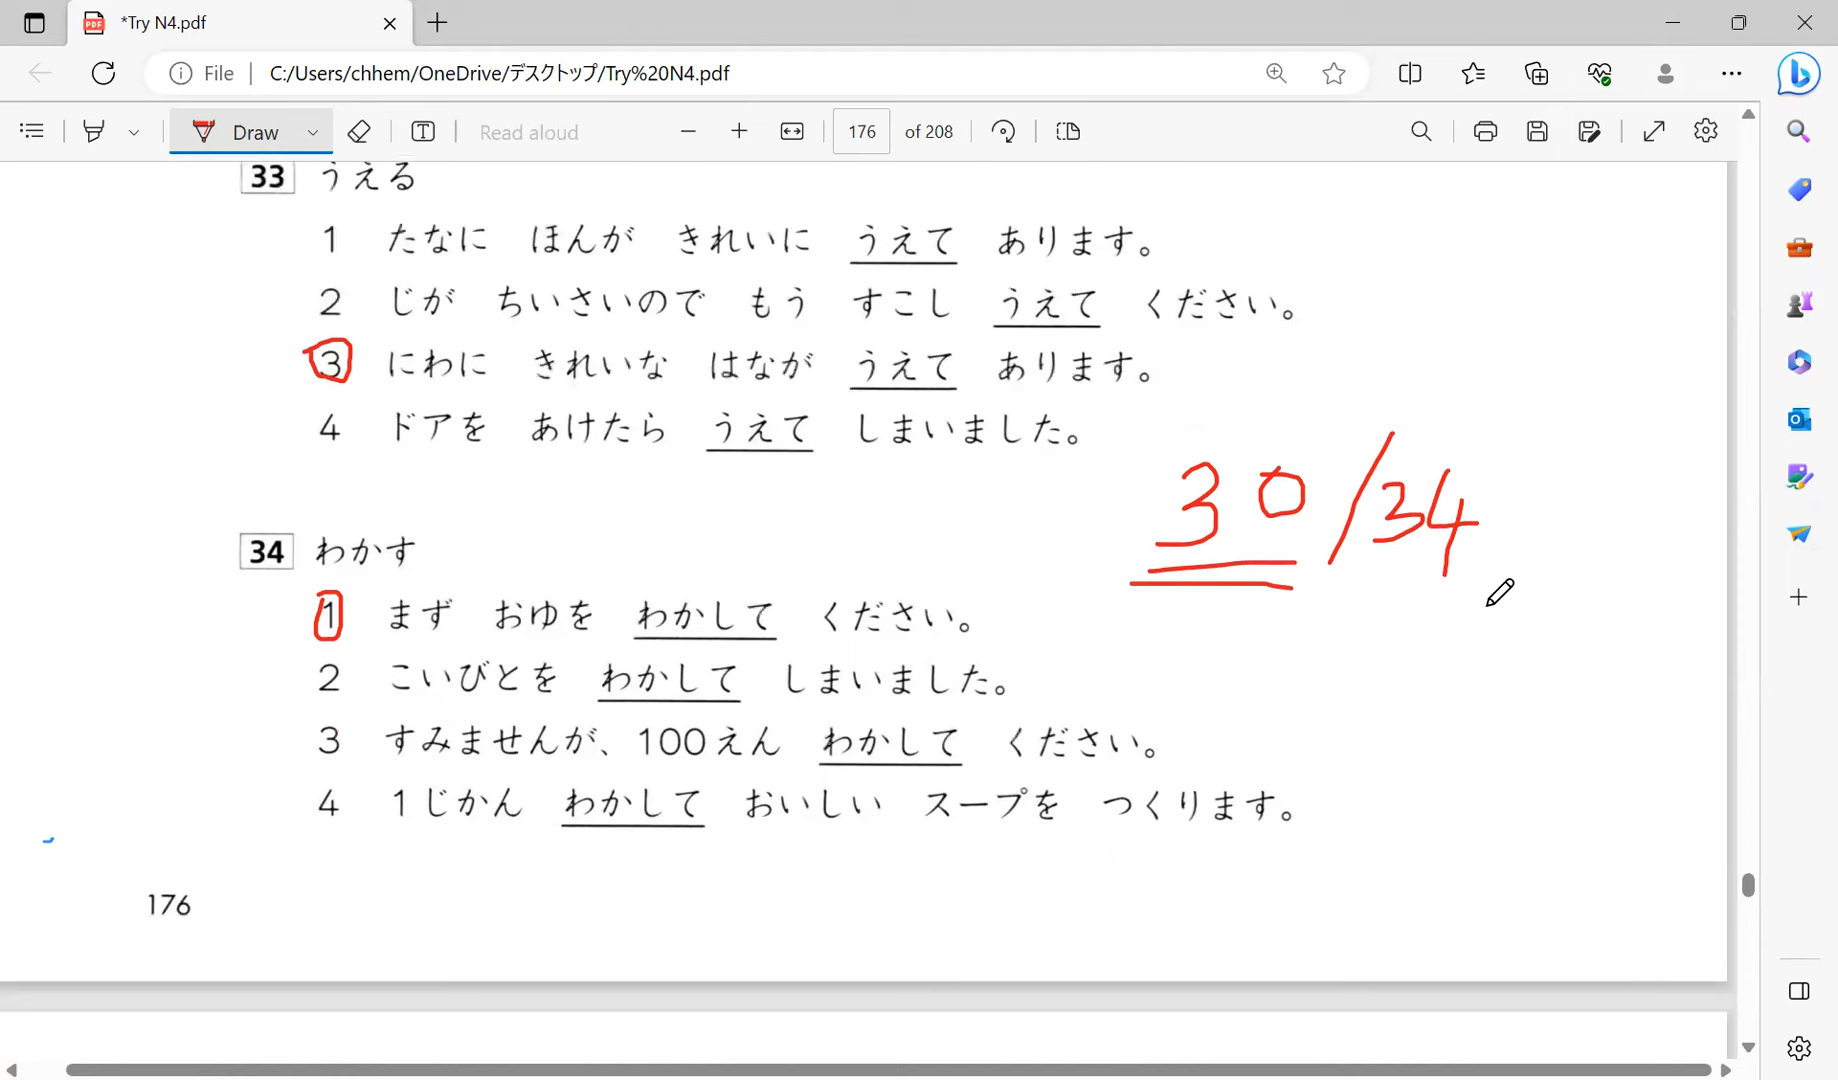 *Try N4.pdf
File | C:/Users/chhem/OneDrive/デスクトップ/Try%20N4.pdf
Draw Read aloud 176 of 208
33 うえる
1 たなに ほんが きれいに うえて あります。
2 じが ちいさいので もう すこし うえて ください。
3 にわに きれいな はなが うえて あります。
4 ドアを あけたら うえて しまいました。
30/34
34 わかす
1 まず おゆを わかして ください。
2 こいびとを わかして しまいました。
3 すみませんが、100えん わかして ください。
4 1じかん わかして おいしい スープを つくります。
176